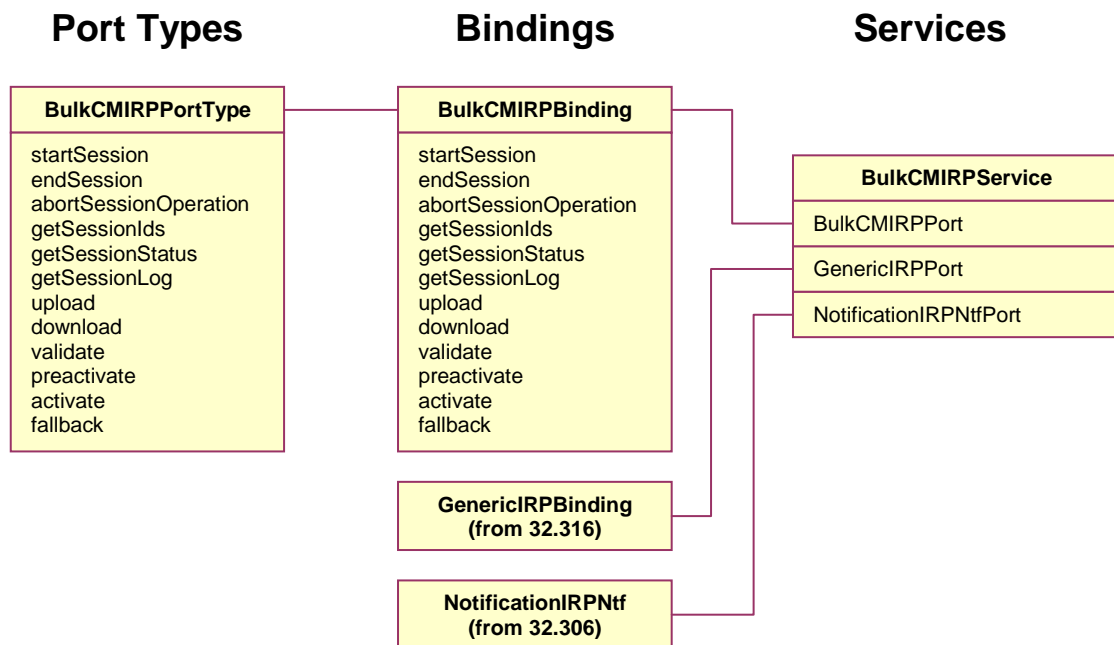 Port Types
Bindings
Services
BulkCMIRPPortType
startSession
endSession
abortSessionOperation
getSessionIds
getSessionStatus
getSessionLog
upload
download
validate
preactivate
activate
fallback
BulkCMIRPBinding
startSession
endSession
abortSessionOperation
getSessionIds
getSessionStatus
getSessionLog
upload
download
validate
preactivate
activate
fallback
GenericIRPBinding
(from 32.316)
NotificationIRPNtf
(from 32.306)
BulkCMIRPService
BulkCMIRPPort
GenericIRPPort
NotificationIRPNtfPort